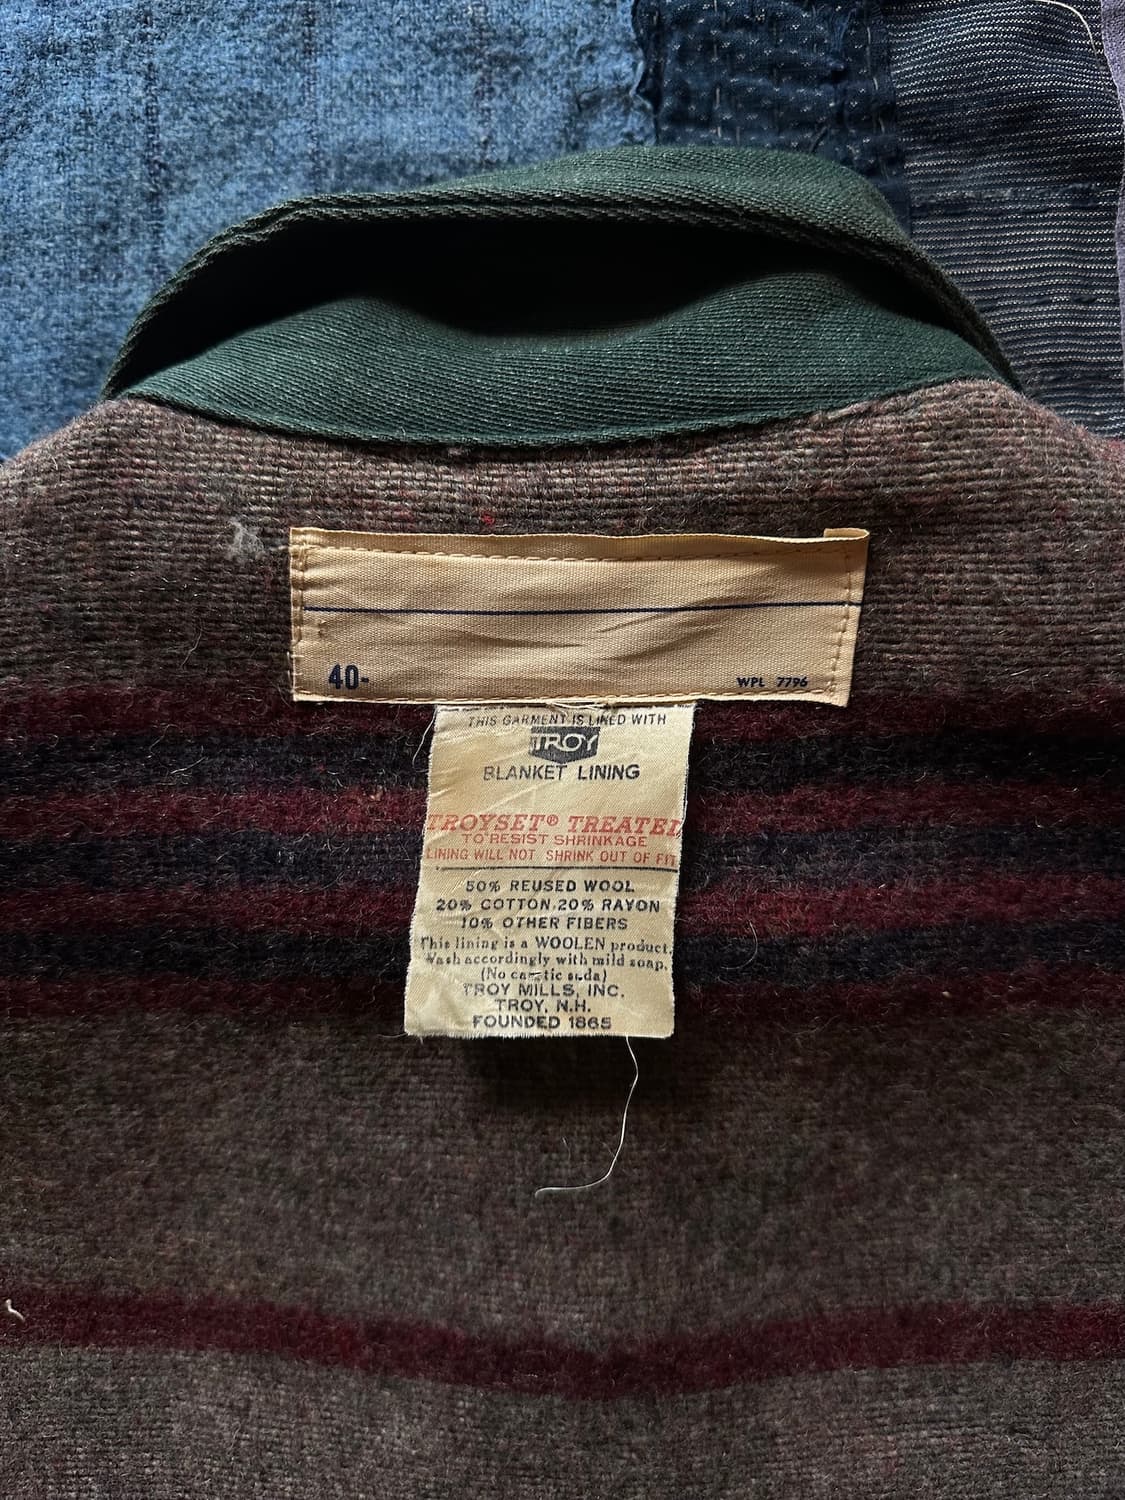 40-
WPL 7796
THIS GARMENT IS LINED WITH
TROY
BLANKET LINING
TROYSET® TREATED
TO RESIST SHRINKAGE
LINING WILL NOT SHRINK OUT OF FIT
50% REUSED WOOL
20% COTTON.20% RAYON
10% OTHER FIBERS
This lining is a WOOLEN product.
Wash accordingly with mild soap.
(No caustic soda)
TROY MILLS, INC.
TROY, N.H.
FOUNDED 1865